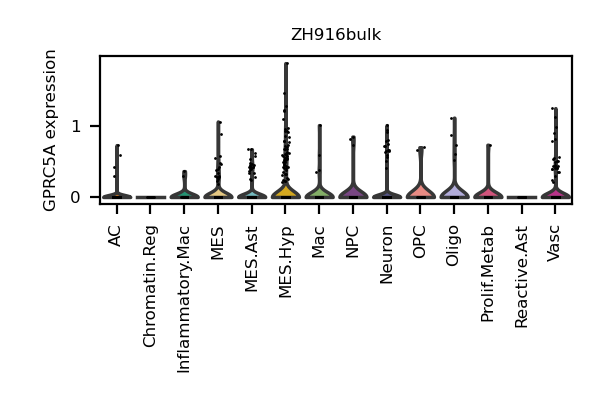 ZH916bulk
GPRC5A expression
1
0
AC
Chromatin.Reg
Inflammatory.Mac
MES
MES.Ast
MES.Hyp
Mac
NPC
Neuron
OPC
Oligo
Prolif.Metab
Reactive.Ast
Vasc